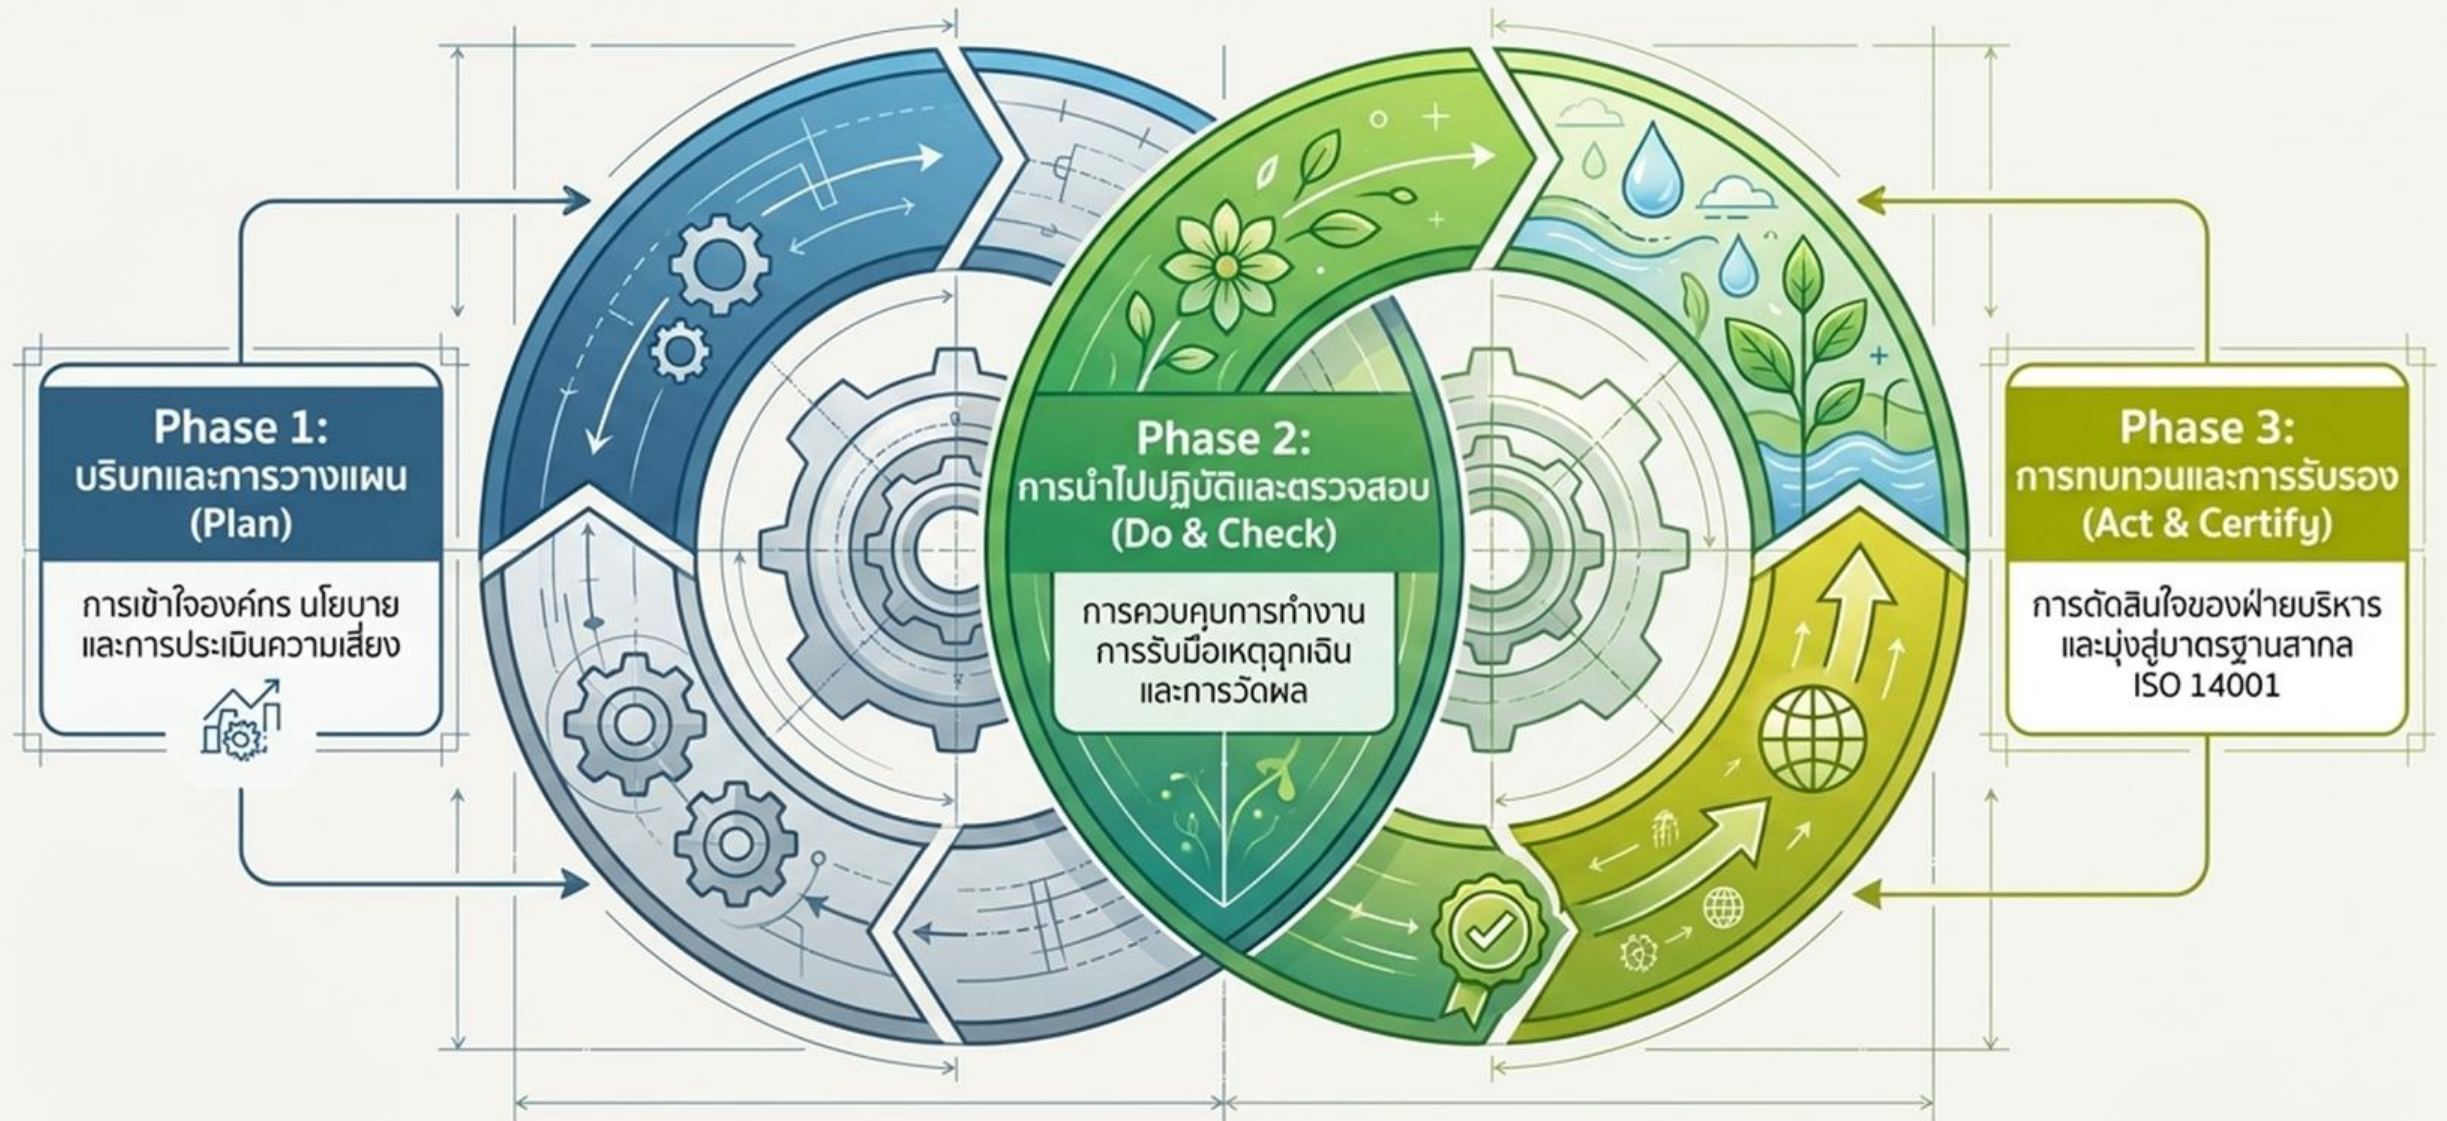 Phase 1:
บริบทและการวางแผน
(Plan)
การเข้าใจองค์กร นโยบาย
และการประเมินความเสี่ยง
Phase 2:
การนำไปปฏิบัติและตรวจสอบ
(Do & Check)
การควบคุมการทำงาน
การรับมือเหตุฉุกเฉิน
และการวัดผล
Phase 3:
การทบทวนและการรับรอง
(Act & Certify)
การตัดสินใจของฝ่ายบริหาร
และมุ่งสู่มาตรฐานสากล
ISO 14001